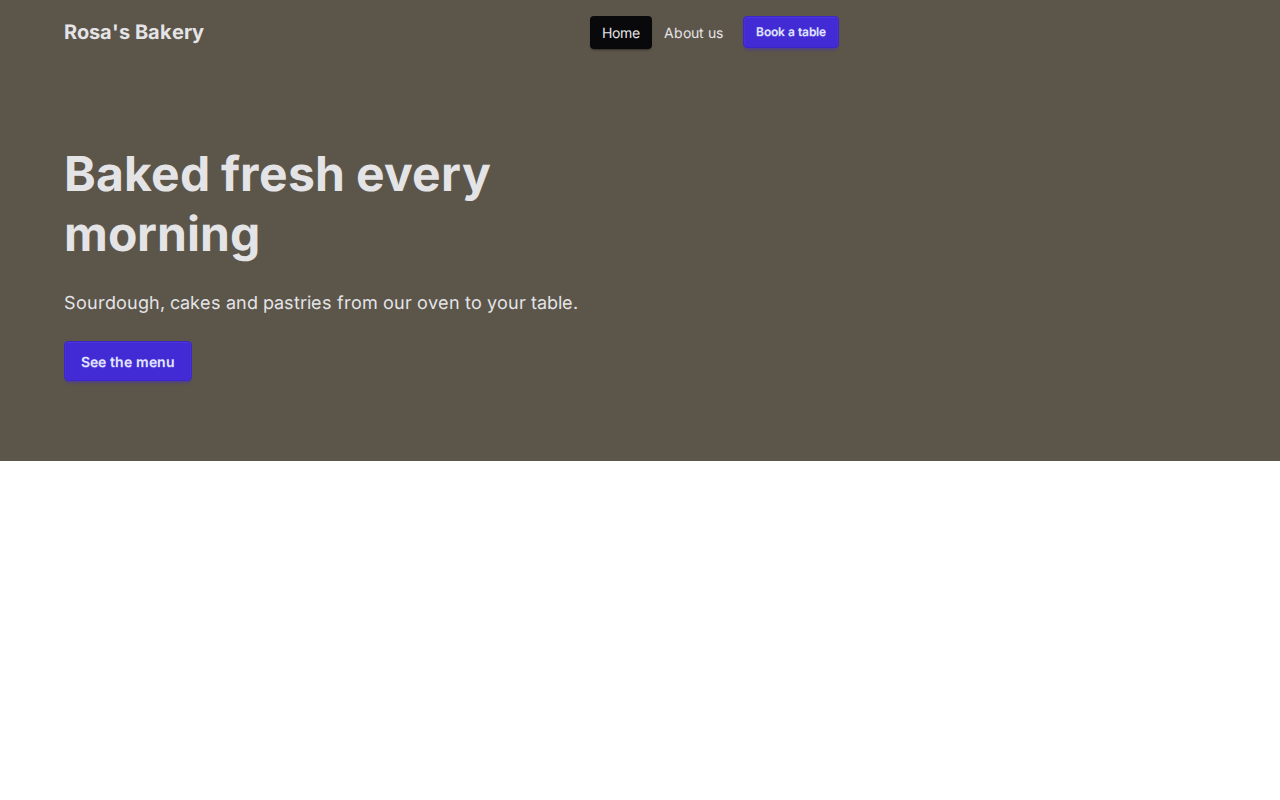 Rosa's Bakery
Home
About us
Book a table
Baked fresh every
morning
Sourdough, cakes and pastries from our oven to your table.
See the menu